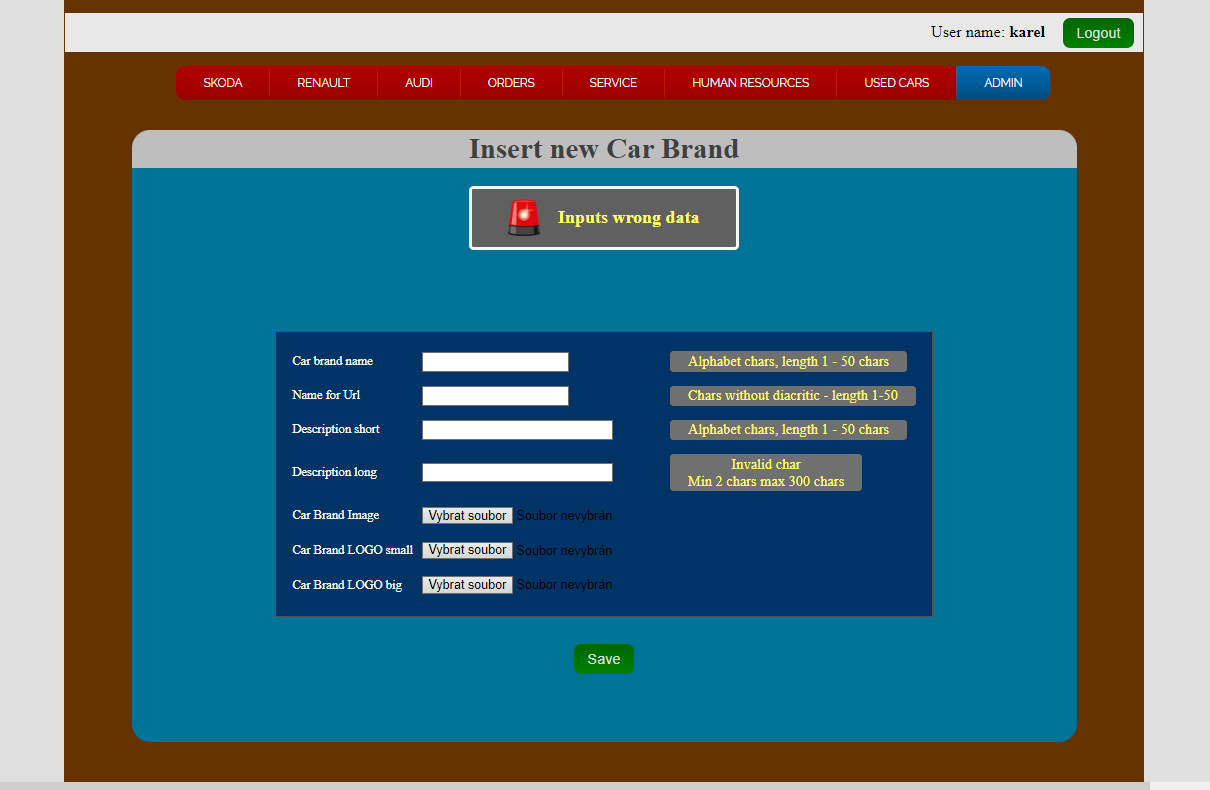 User name: karel
Logout
SKODA RENAULT AUDI ORDERS SERVICE HUMAN RESOURCES USED CARS ADMIN
Insert new Car Brand
Inputs wrong data
Car brand name Alphabet chars, length 1 - 50 chars
Name for Url Chars without diacritic - length 1-50
Description short Alphabet chars, length 1 - 50 chars
Description long Invalid char
Min 2 chars max 300 chars
Car Brand Image Vybrat soubor Soubor nevybrán
Car Brand LOGO small Vybrat soubor Soubor nevybrán
Car Brand LOGO big Vybrat soubor Soubor nevybrán
Save